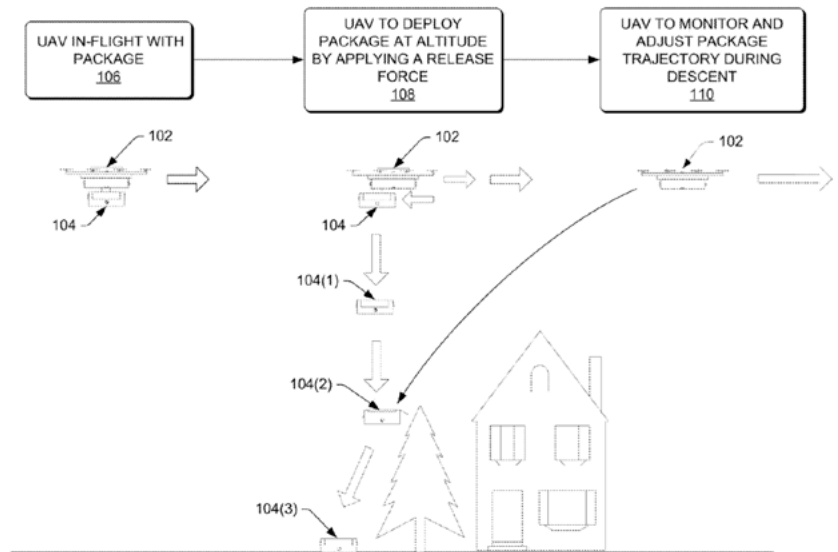 UAV IN-FLIGHT WITH
PACKAGE
106
UAV TO DEPLOY
PACKAGE AT ALTITUDE
BY APPLYING A RELEASE
FORCE
108
UAV TO MONITOR AND
ADJUST PACKAGE
TRAJECTORY DURING
DESCENT
110
102
102
102
104
104
104(1)
104(2)
104(3)